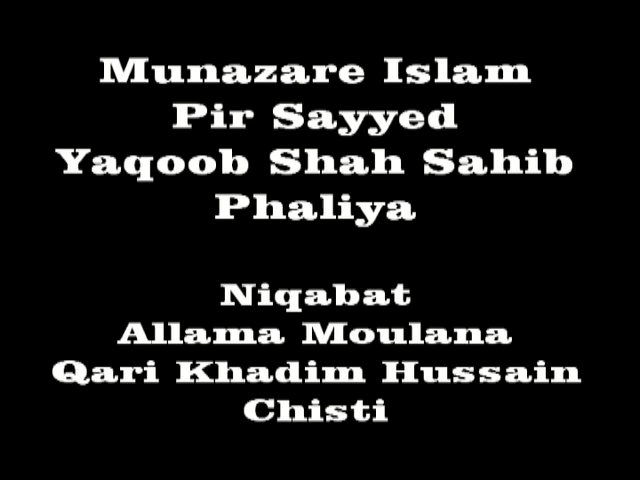 Munazare Islam
Pir Sayyed
Yaqoob Shah Sahib
Phaliya
Niqabat
Allama Moulana
Qari Khadim Hussain
Chisti